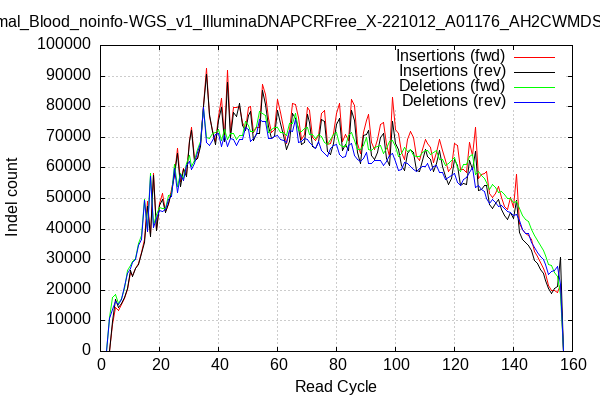 mal_Blood_noinfo-WGS_v1_IlluminaDNAPCRFree_X-221012_A01176_AH2CWMDS
Insertions (fwd)
Insertions (rev)
Deletions (fwd)
Deletions (rev)
Indel count
100000
90000
80000
70000
60000
50000
40000
30000
20000
10000
0
0 20 40 60 80 100 120 140 160
Read Cycle